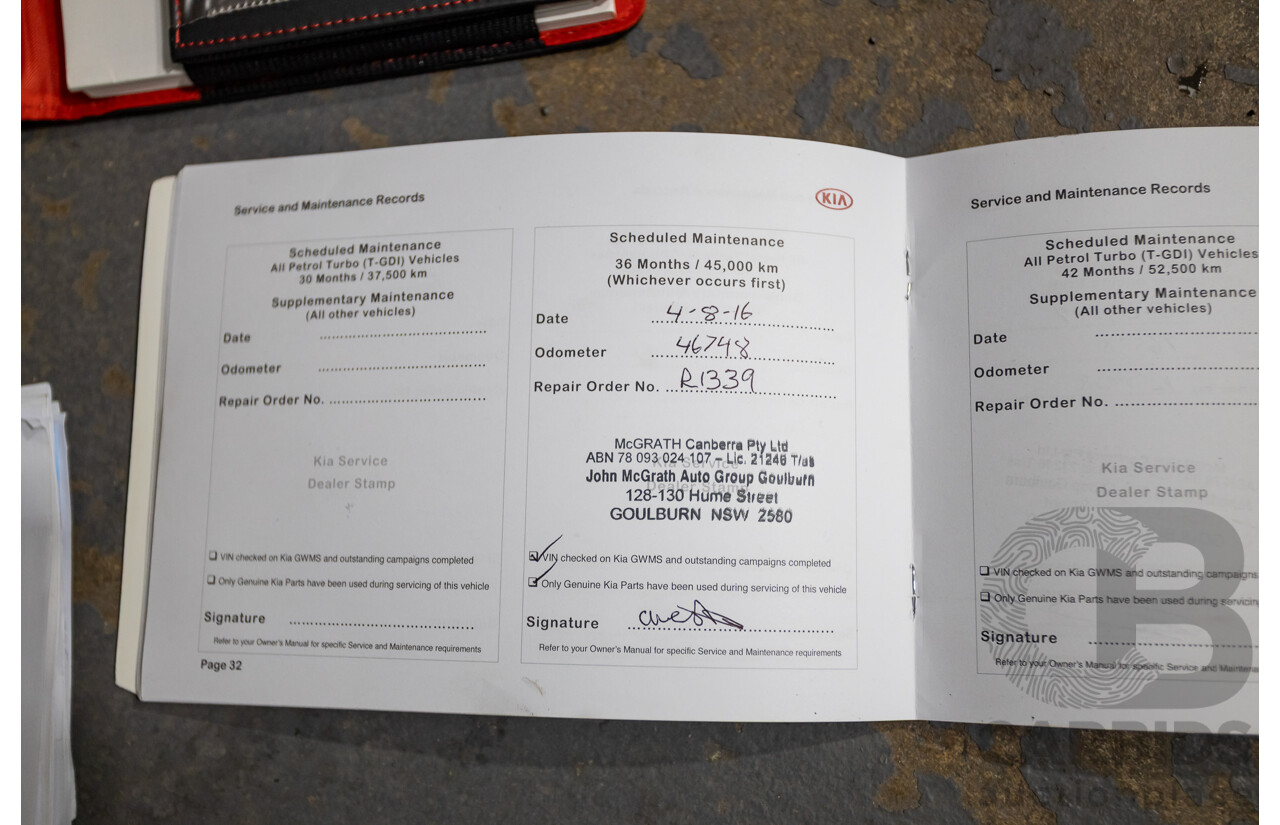 Service and Maintenance Records
KIA
Scheduled Maintenance
All Petrol Turbo (T-GDI) Vehicles
30 Months / 37,500 km
Supplementary Maintenance
(All other vehicles)
Date
Odometer
Repair Order No.
Kia Service
Dealer Stamp
VIN checked on Kia GWMS and outstanding campaigns completed
Only Genuine Kia Parts have been used during servicing of this vehicle
Signature
Refer to your Owner's Manual for specific Service and Maintenance requirements
Page 32
Scheduled Maintenance
36 Months / 45,000 km
(Whichever occurs first)
Date 4-8-16
Odometer 46748
Repair Order No. R1339
Kia Service
Dealer Stamp
McGRATH Canberra Pty Ltd
ABN 78 093 024 107 – Lic. 21248 T/as
John McGrath Auto Group Goulburn
128-130 Hume Street
GOULBURN NSW 2580
VIN checked on Kia GWMS and outstanding campaigns completed
Only Genuine Kia Parts have been used during servicing of this vehicle
Signature
Refer to your Owner's Manual for specific Service and Maintenance requirements
Service and Maintenance Records
Scheduled Maintenance
All Petrol Turbo (T-GDI) Vehicles
42 Months / 52,500 km
Supplementary Maintenance
(All other vehicles)
Date
Odometer
Repair Order No.
Kia Service
Dealer Stamp
VIN checked on Kia GWMS and outstanding campaigns
Only Genuine Kia Parts have been used during servicing
Signature
Refer to your Owner's Manual for specific Service and
CB